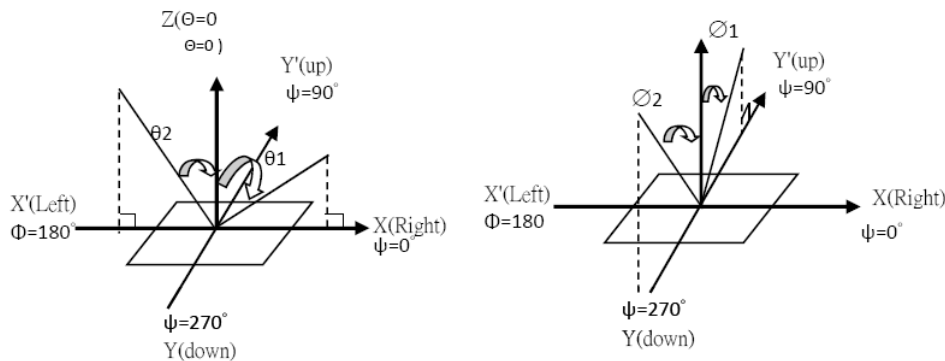 Z(Θ=0
Θ=0 )
Y'(up)
ψ=90°
θ2
θ1
X'(Left)
Φ=180°
X(Right)
ψ=0°
ψ=270°
Y(down)
∅1
Y'(up)
ψ=90°
∅2
X'(Left)
Φ=180
X(Right)
ψ=0°
ψ=270°
Y(down)